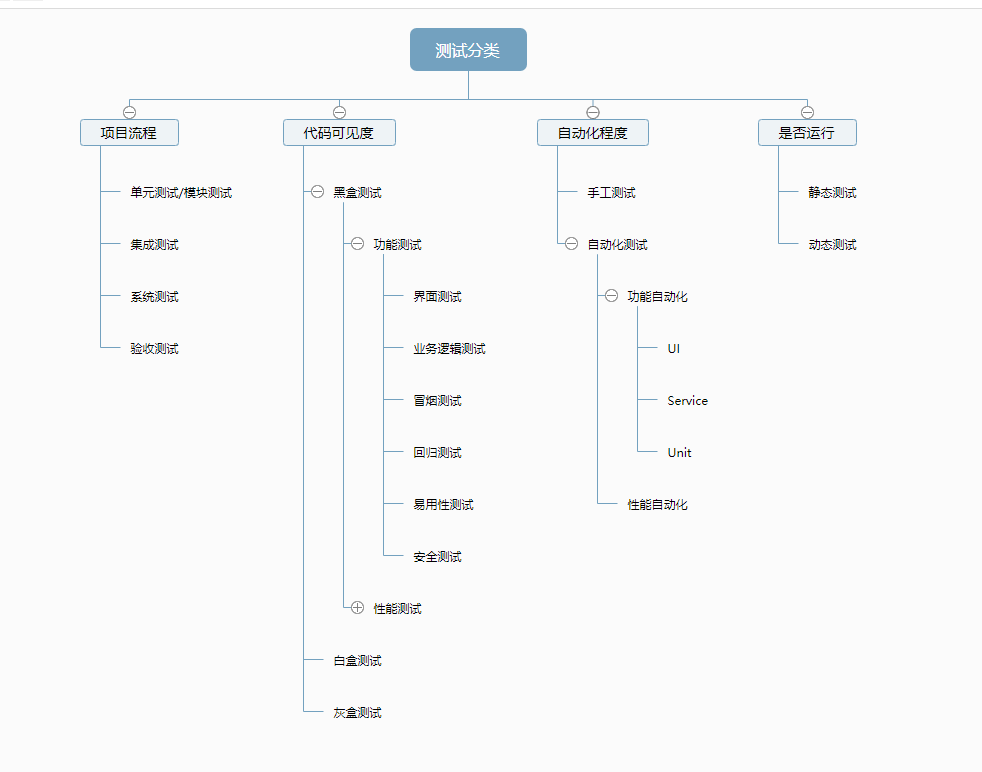 测试分类
项目流程
单元测试/模块测试
集成测试
系统测试
验收测试
代码可见度
黑盒测试
功能测试
界面测试
业务逻辑测试
冒烟测试
回归测试
易用性测试
安全测试
性能测试
白盒测试
灰盒测试
自动化程度
手工测试
自动化测试
功能自动化
UI
Service
Unit
性能自动化
是否运行
静态测试
动态测试